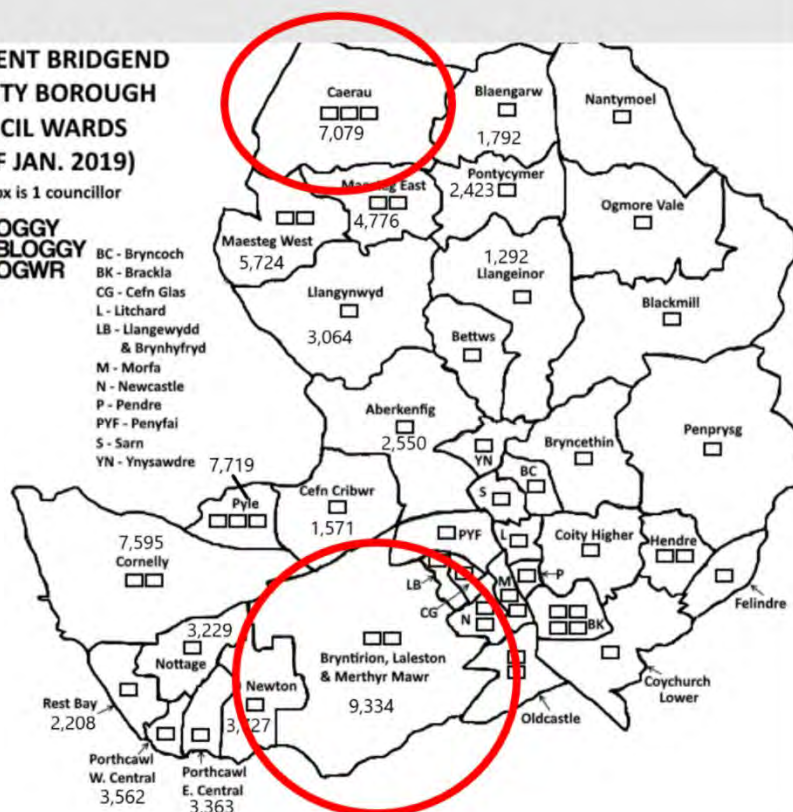 ENT BRIDGEND
TY BOROUGH
CIL WARDS
F JAN. 2019)
ox is 1 councillor
OGGY
BLOGGY
OGWR
BC - Bryncoch
BK - Brackla
CG - Cefn Glas
L - Litchard
LB - Llangewydd
& Brynhyfryd
M - Morfa
N - Newcastle
P - Pendre
PYF - Penyfai
S - Sarn
YN - Ynysawdre
Caerau
7,079
Blaengarw
1,792
Nantymoel
Maesteg East
4,776
Pontycymer
2,423
Ogmore Vale
Maesteg West
5,724
1,292
Llangeinor
Llangynwyd
3,064
Blackmill
Bettws
Aberkenfig
2,550
YN
Bryncethin
Penprysg
BC
S
7,719
Pyle
Cefn Cribwr
1,571
PYF
L
Coity Higher
Hendre
7,595
Cornelly
LB
CG
M
P
N
BK
Felindre
3,229
Nottage
Bryntirion, Laleston
& Merthyr Mawr
9,334
Newton
Coychurch
Lower
Rest Bay
2,208
Oldcastle
Porthcawl
W. Central
3,562
Porthcawl
E. Central
3,363